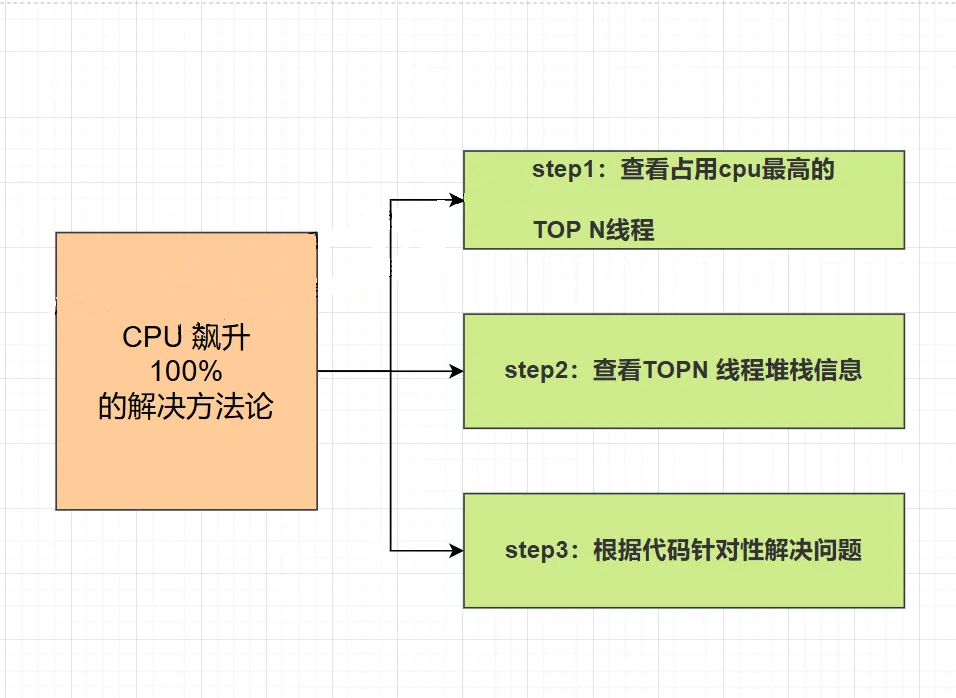 CPU 飙升
100%
的解决方法论
step1：查看占用cpu最高的
TOP N线程
step2：查看TOPN 线程堆栈信息
step3：根据代码针对性解决问题